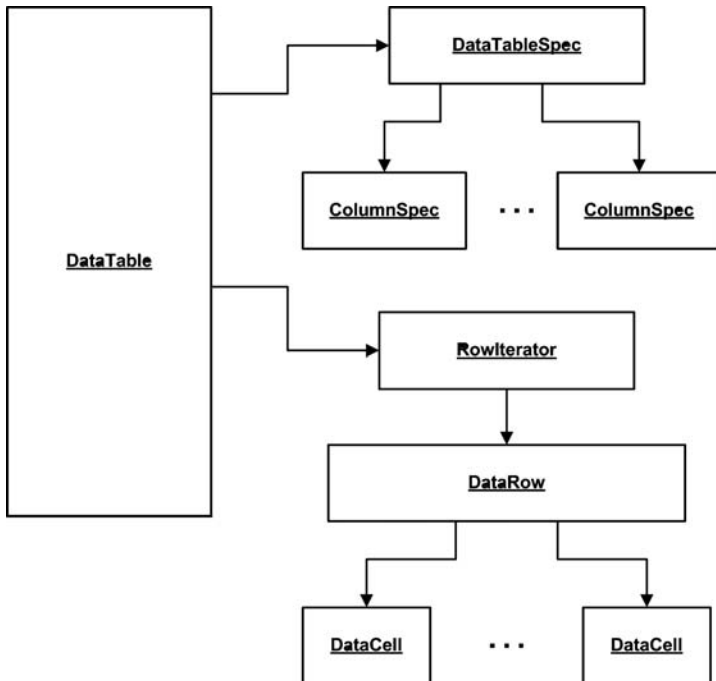 DataTableSpec
ColumnSpec
. . .
ColumnSpec
DataTable
RowIterator
DataRow
DataCell
. . .
DataCell